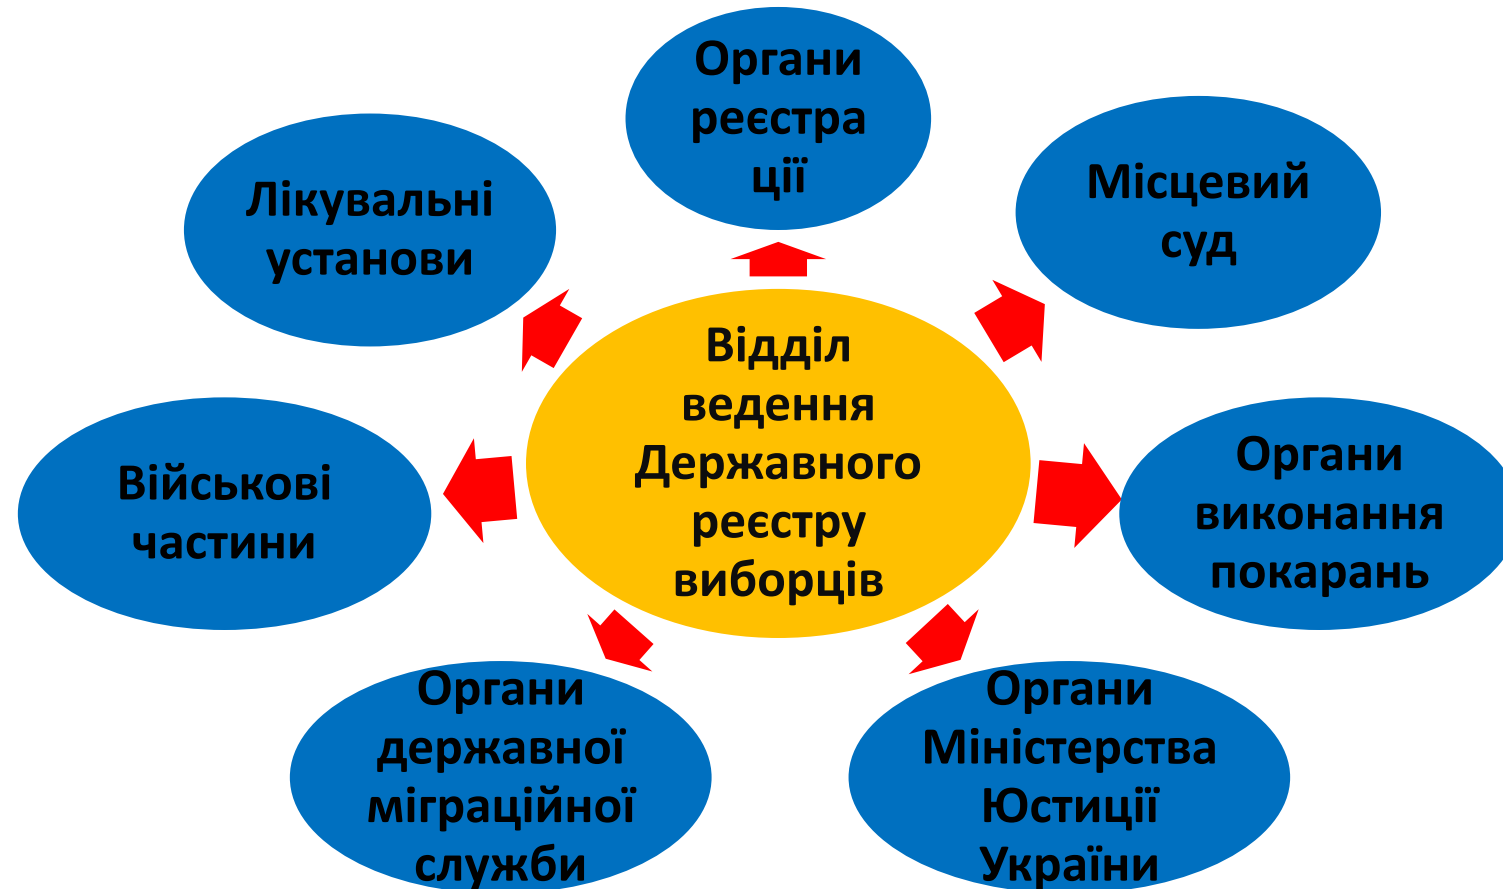 Органи
реєстра
ції
Місцевий
суд
Лікувальні
установи
Відділ
ведення
Державного
реєстру
виборців
Органи
виконання
покарань
Військові
частини
Органи
державної
міграційної
служби
Органи
Міністерства
Юстиції
України